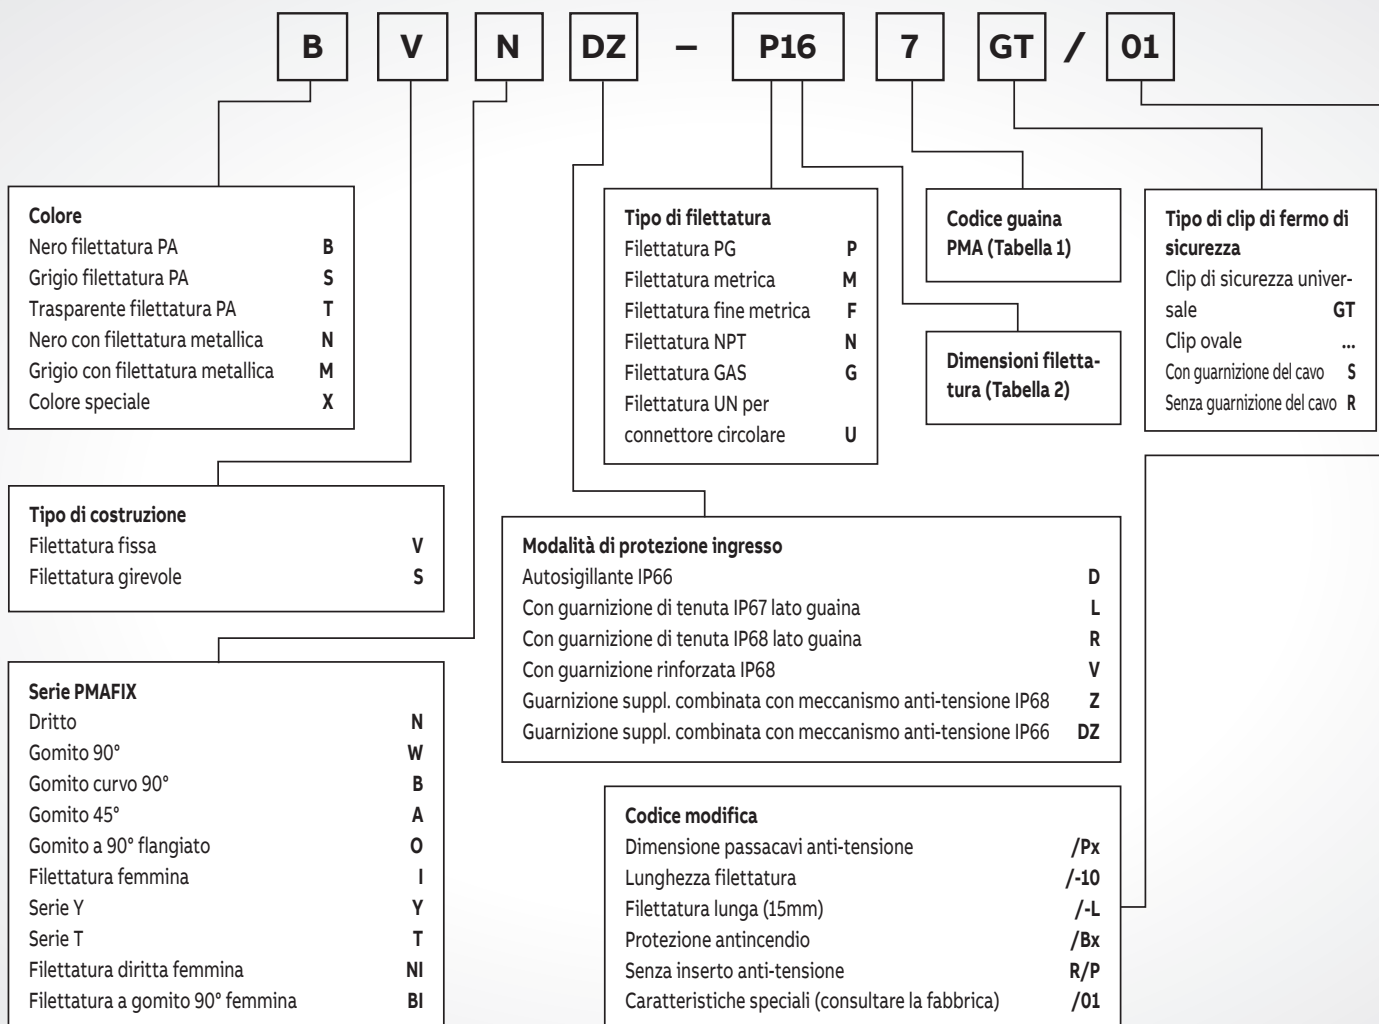 B V N DZ – P16 7 GT / 01
Colore
Nero filettatura PA B
Grigio filettatura PA S
Trasparente filettatura PA T
Nero con filettatura metallica N
Grigio con filettatura metallica M
Colore speciale X
Tipo di costruzione
Filettatura fissa V
Filettatura girevole S
Serie PMAFIX
Dritto N
Gomito 90° W
Gomito curvo 90° B
Gomito 45° A
Gomito a 90° flangiato O
Filettatura femmina I
Serie Y Y
Serie T T
Filettatura diritta femmina NI
Filettatura a gomito 90° femmina BI
Tipo di filettatura
Filettatura PG P
Filettatura metrica M
Filettatura fine metrica F
Filettatura NPT N
Filettatura GAS G
Filettatura UN per
connettore circolare U
Codice guaina
PMA (Tabella 1)
Dimensioni filetta-
tura (Tabella 2)
Tipo di clip di fermo di
sicurezza
Clip di sicurezza univer-
sale GT
Clip ovale ...
Con guarnizione del cavo S
Senza guarnizione del cavo R
Modalità di protezione ingresso
Autosigillante IP66 D
Con guarnizione di tenuta IP67 lato guaina L
Con guarnizione di tenuta IP68 lato guaina R
Con guarnizione rinforzata IP68 V
Guarnizione suppl. combinata con meccanismo anti-tensione IP68 Z
Guarnizione suppl. combinata con meccanismo anti-tensione IP66 DZ
Codice modifica
Dimensione passacavi anti-tensione /Px
Lunghezza filettatura /-10
Filettatura lunga (15mm) /-L
Protezione antincendio /Bx
Senza inserto anti-tensione R/P
Caratteristiche speciali (consultare la fabbrica) /01